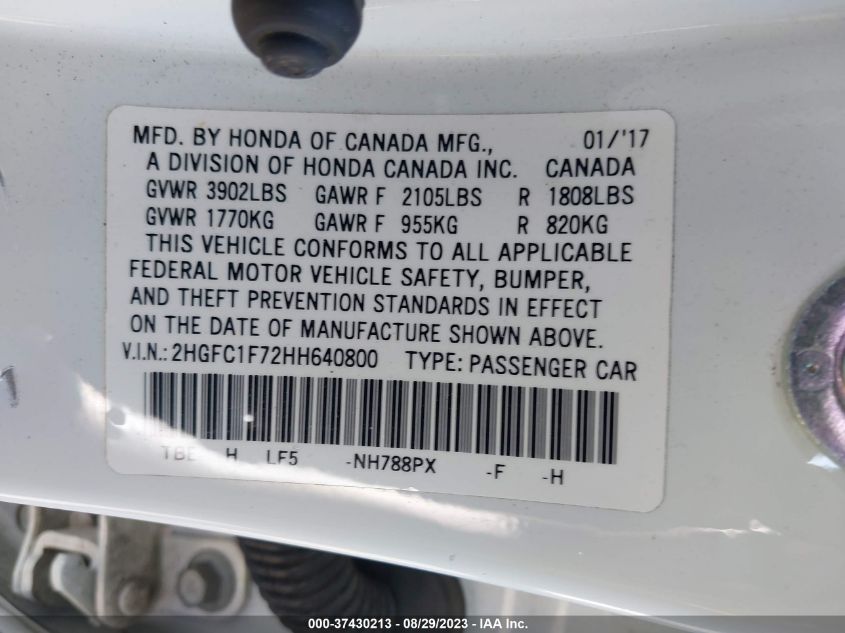 MFD. BY HONDA OF CANADA MFG., 01/'17
A DIVISION OF HONDA CANADA INC. CANADA
GVWR 3902LBS GAWR F 2105LBS R 1808LBS
GVWR 1770KG GAWR F 955KG R 820KG
THIS VEHICLE CONFORMS TO ALL APPLICABLE
FEDERAL MOTOR VEHICLE SAFETY, BUMPER,
AND THEFT PREVENTION STANDARDS IN EFFECT
ON THE DATE OF MANUFACTURE SHOWN ABOVE.
V.I.N.: 2HGFC1F72HH640800 TYPE: PASSENGER CAR
TBE H LF5 -NH788PX -F -H
000-37430213 - 08/29/2023 - IAA Inc.